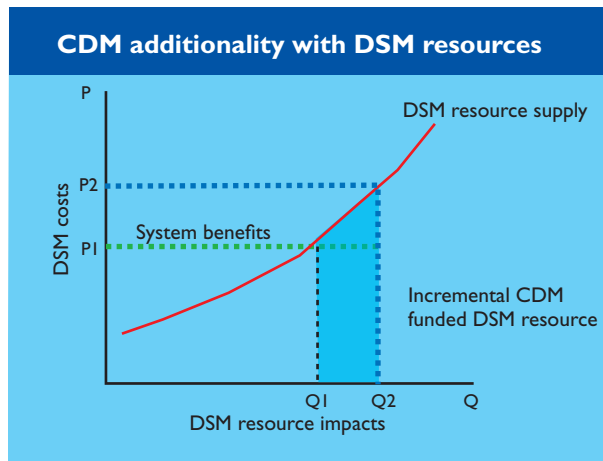 CDM additionality with DSM resources
P
DSM resource supply
P2
System benefits
P1
DSM costs
Incremental CDM
funded DSM resource
Q1
Q2
Q
DSM resource impacts